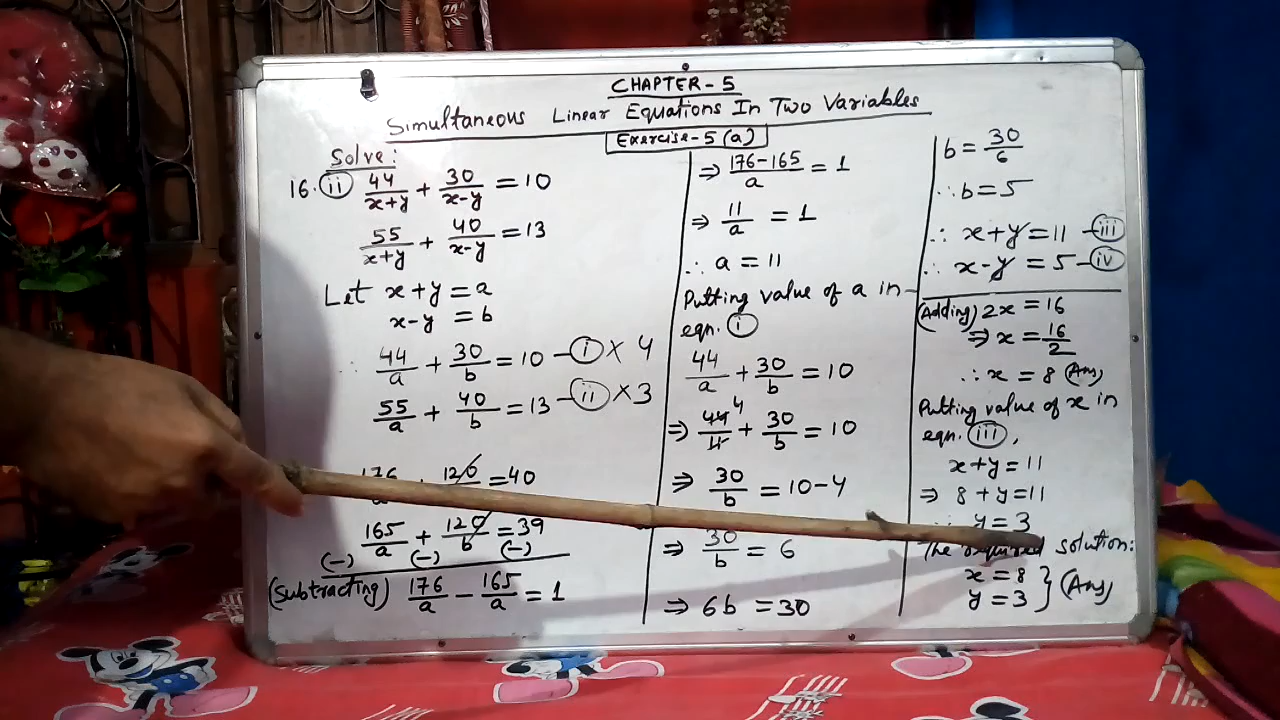 CHAPTER-5
Simultaneous Linear Equations In Two Variables
Exercise-5(a)
Solve:
16. (ii) 44/(x+y) + 30/(x-y) = 10
55/(x+y) + 40/(x-y) = 13
Let x+y = a
x-y = b
∴ 44/a + 30/b = 10 —(i) × 4
55/a + 40/b = 13 —(ii) × 3
120/ = 40
165/a + 120/b = 39
(-) (-) (-)
(Subtracting) 176/a - 165/a = 1
⇒ (176-165)/a = 1
⇒ 11/a = 1
∴ a = 11
Putting value of a in
eqn. (i)
44/a + 30/b = 10
⇒ 44/11 4 + 30/b = 10
⇒ 30/b = 10-4
⇒ 30/b = 6
⇒ 6b = 30
b = 30/6
∴ b = 5
∴ x+y = 11 —(iii)
∴ x-y = 5 —(iv)
(Adding) 2x = 16
⇒ x = 16/2
∴ x = 8 (Ans)
Putting value of x in
eqn. (iii),
x+y = 11
⇒ 8+y = 11
y = 3
The required solution:
x = 8
y = 3 } (Ans)